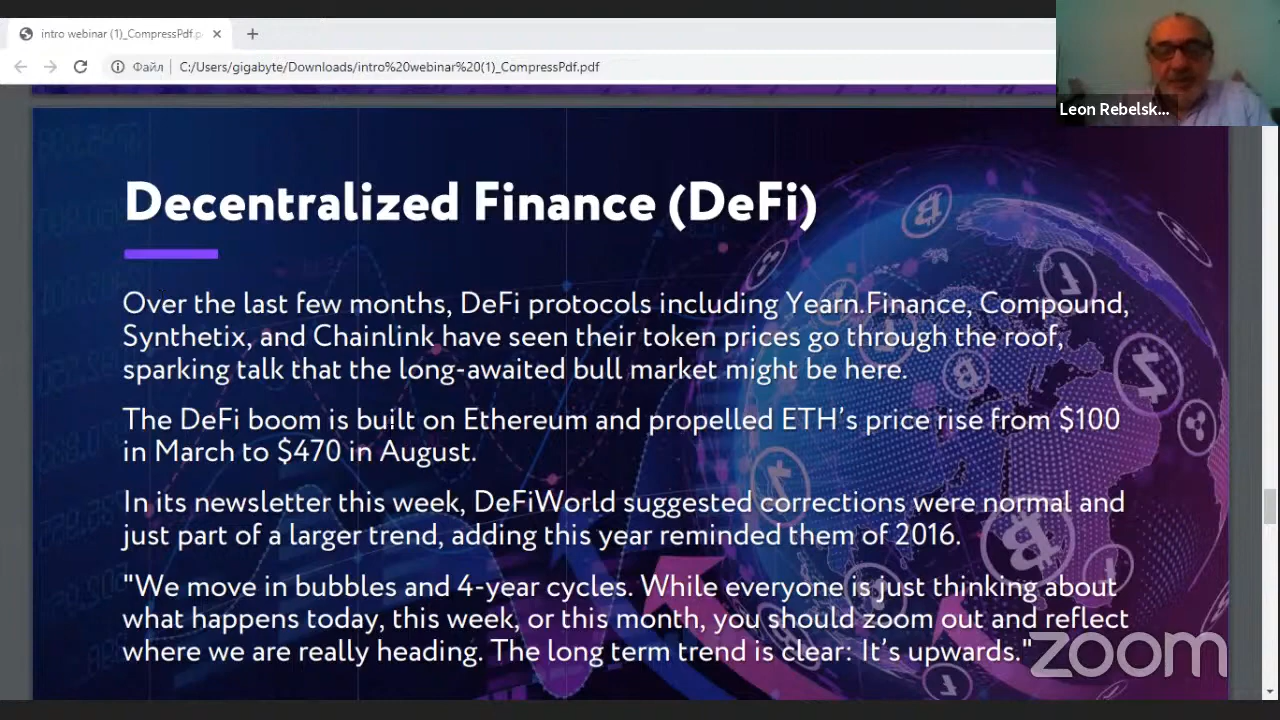 intro webinar (1)_CompressPdf.p
Файл C:/Users/gigabyte/Downloads/intro%20webinar%20(1)_CompressPdf.pdf
Leon Rebelsk...
Decentralized Finance (DeFi)
Over the last few months, DeFi protocols including Yearn.Finance, Compound,
Synthetix, and Chainlink have seen their token prices go through the roof,
sparking talk that the long-awaited bull market might be here.
The DeFi boom is built on Ethereum and propelled ETH's price rise from $100
in March to $470 in August.
In its newsletter this week, DeFiWorld suggested corrections were normal and
just part of a larger trend, adding this year reminded them of 2016.
"We move in bubbles and 4-year cycles. While everyone is just thinking about
what happens today, this week, or this month, you should zoom out and reflect
where we are really heading. The long term trend is clear: It's upwards."
zoom